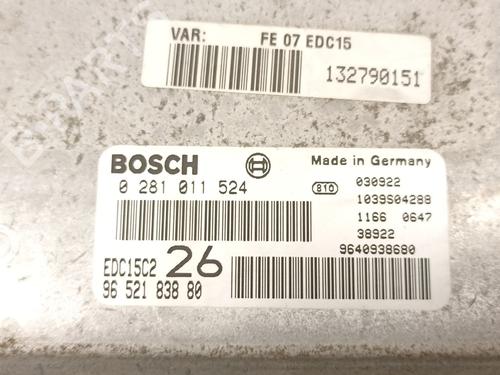 VAR: FE 07 EDC15
132790151
BOSCH Made in Germany
0 281 011 524 810 030922
1039S04288
1166 0647
38922
EDC15C2 26 9640938680
96 521 838 80